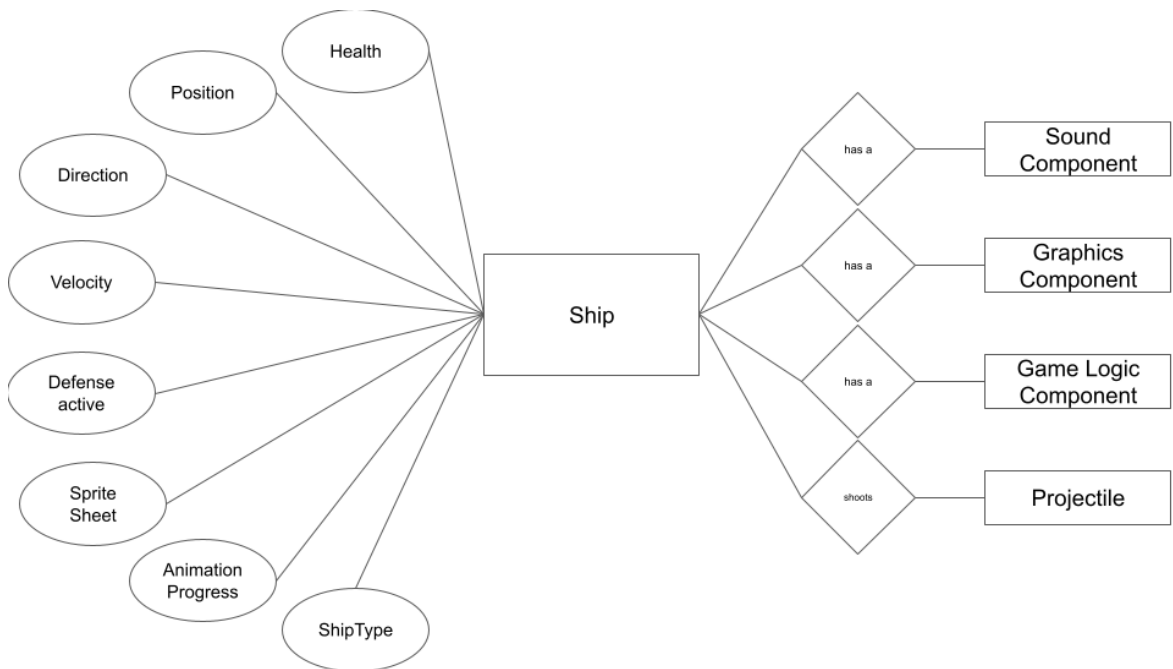 Health
Position
Direction
Velocity
Defense
active
Sprite
Sheet
Animation
Progress
ShipType
Ship
has a
Sound
Component
has a
Graphics
Component
has a
Game Logic
Component
shoots
Projectile